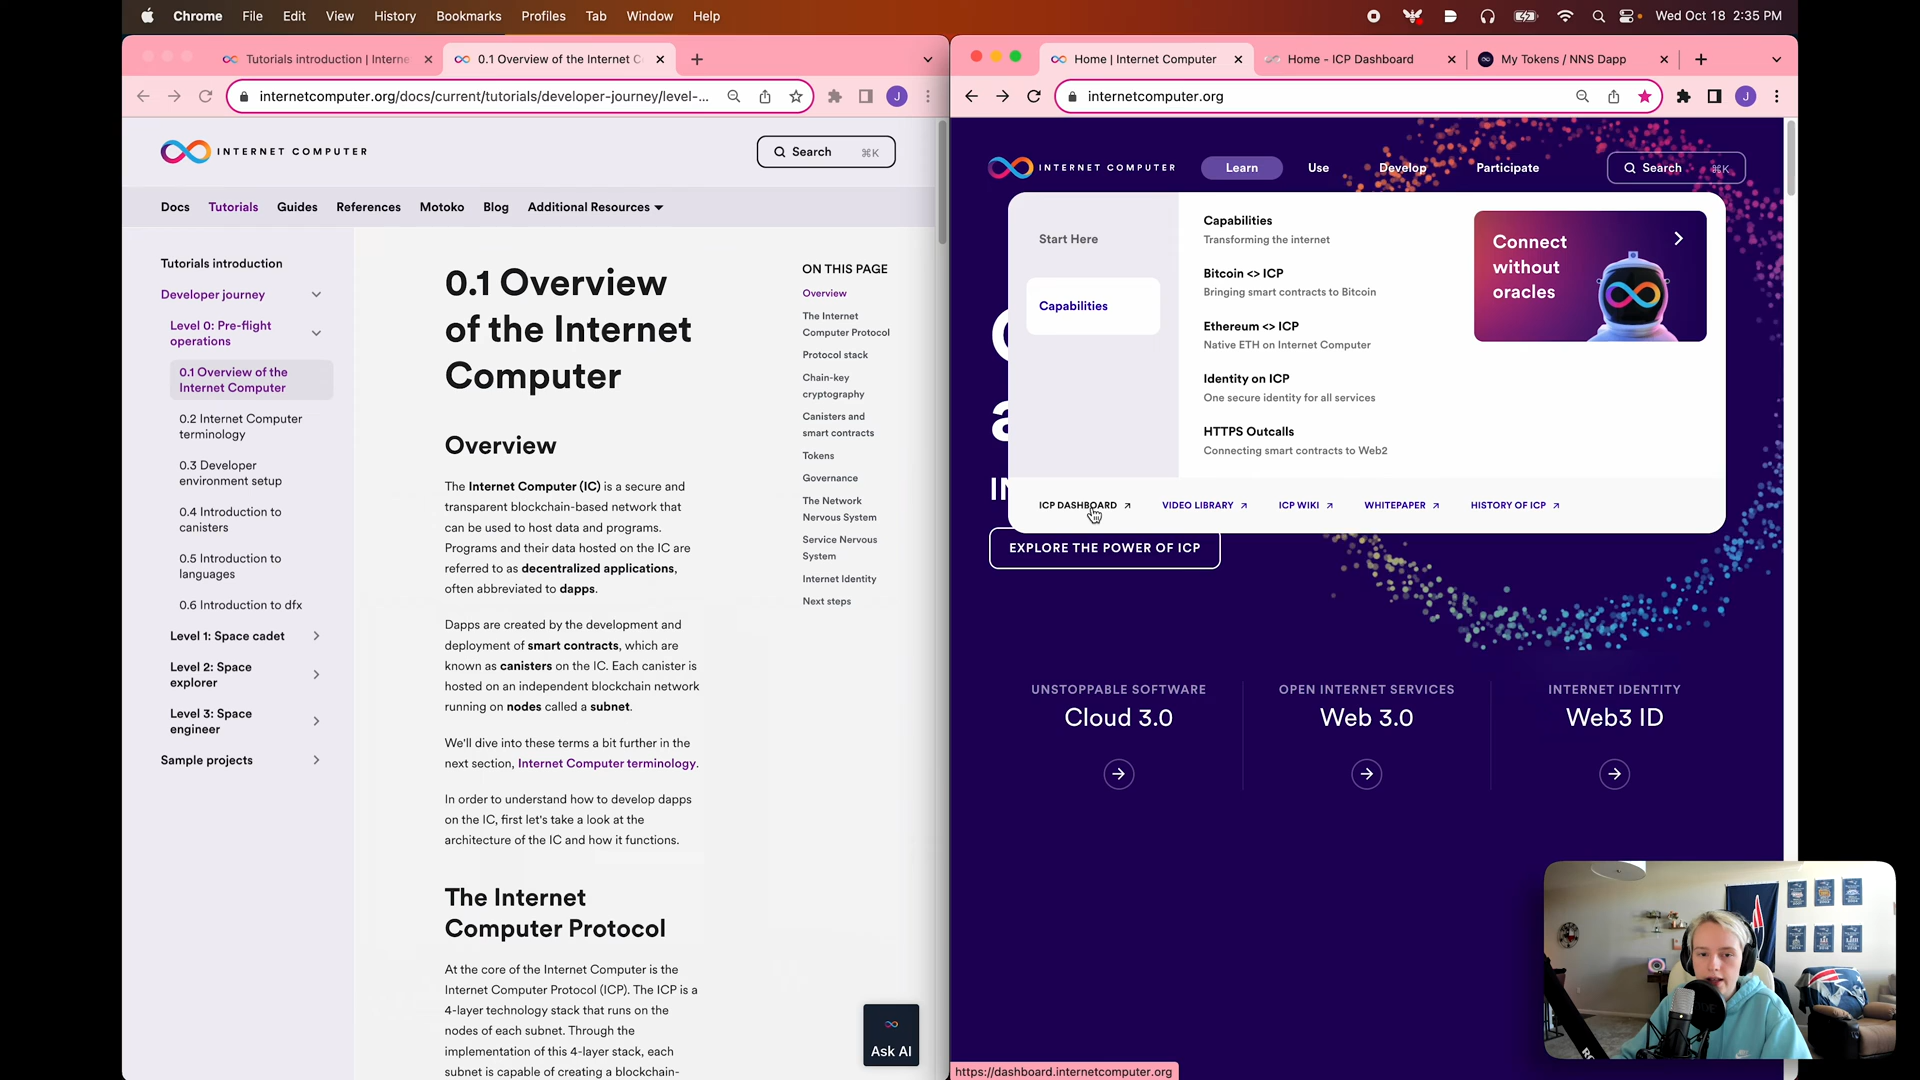 Chrome File Edit View History Bookmarks Profiles Tab Window Help
Wed Oct 18 2:35 PM
Tutorials introduction | Interne
0.1 Overview of the Internet C
internetcomputer.org/docs/current/tutorials/developer-journey/level-...
J
INTERNET COMPUTER
Search ⌘K
Docs Tutorials Guides References Motoko Blog Additional Resources
Tutorials introduction
Developer journey
Level 0: Pre-flight
operations
0.1 Overview of the
Internet Computer
0.2 Internet Computer
terminology
0.3 Developer
environment setup
0.4 Introduction to
canisters
0.5 Introduction to
languages
0.6 Introduction to dfx
Level 1: Space cadet
Level 2: Space
explorer
Level 3: Space
engineer
Sample projects
0.1 Overview
of the Internet
Computer
Overview
The Internet Computer (IC) is a secure and
transparent blockchain-based network that
can be used to host data and programs.
Programs and their data hosted on the IC are
referred to as decentralized applications,
often abbreviated to dapps.
Dapps are created by the development and
deployment of smart contracts, which are
known as canisters on the IC. Each canister is
hosted on an independent blockchain network
running on nodes called a subnet.
We'll dive into these terms a bit further in the
next section, Internet Computer terminology.
In order to understand how to develop dapps
on the IC, first let's take a look at the
architecture of the IC and how it functions.
The Internet
Computer Protocol
At the core of the Internet Computer is the
Internet Computer Protocol (ICP). The ICP is a
4-layer technology stack that runs on the
nodes of each subnet. Through the
implementation of this 4-layer stack, each
subnet is capable of creating a blockchain-
ON THIS PAGE
Overview
The Internet
Computer Protocol
Protocol stack
Chain-key
cryptography
Canisters and
smart contracts
Tokens
Governance
The Network
Nervous System
Service Nervous
System
Internet Identity
Next steps
Ask AI
Home | Internet Computer
Home - ICP Dashboard
My Tokens / NNS Dapp
internetcomputer.org
J
INTERNET COMPUTER
Learn Use Develop Participate
Search ⌘K
Start Here
Capabilities
Capabilities
Transforming the internet
Bitcoin <> ICP
Bringing smart contracts to Bitcoin
Ethereum <> ICP
Native ETH on Internet Computer
Identity on ICP
One secure identity for all services
HTTPS Outcalls
Connecting smart contracts to Web2
Connect
without
oracles
ICP DASHBOARD VIDEO LIBRARY ICP WIKI WHITEPAPER HISTORY OF ICP
EXPLORE THE POWER OF ICP
UNSTOPPABLE SOFTWARE
Cloud 3.0
OPEN INTERNET SERVICES
Web 3.0
INTERNET IDENTITY
Web3 ID
https://dashboard.internetcomputer.org